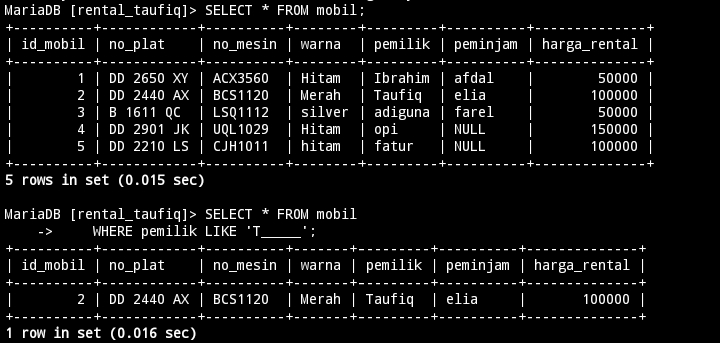 MariaDB [rental_taufiq]> SELECT * FROM mobil;
+----------+------------+----------+--------+---------+----------+--------------+
| id_mobil | no_plat    | no_mesin | warna  | pemilik | peminjam | harga_rental |
+----------+------------+----------+--------+---------+----------+--------------+
|        1 | DD 2650 XY | ACX3560  | Hitam  | Ibrahim | afdal    |        50000 |
|        2 | DD 2440 AX | BCS1120  | Merah  | Taufiq  | elia     |       100000 |
|        3 | B 1611 QC  | LSQ1112  | silver | adiguna | farel    |        50000 |
|        4 | DD 2901 JK | UQL1029  | Hitam  | opi     | NULL     |       150000 |
|        5 | DD 2210 LS | CJH1011  | hitam  | fatur   | NULL     |       100000 |
+----------+------------+----------+--------+---------+----------+--------------+
5 rows in set (0.015 sec)
MariaDB [rental_taufiq]> SELECT * FROM mobil
    ->     WHERE pemilik LIKE 'T_____';
+----------+------------+----------+-------+---------+----------+--------------+
| id_mobil | no_plat    | no_mesin | warna | pemilik | peminjam | harga_rental |
+----------+------------+----------+-------+---------+----------+--------------+
|        2 | DD 2440 AX | BCS1120  | Merah | Taufiq  | elia     |       100000 |
+----------+------------+----------+-------+---------+----------+--------------+
1 row in set (0.016 sec)